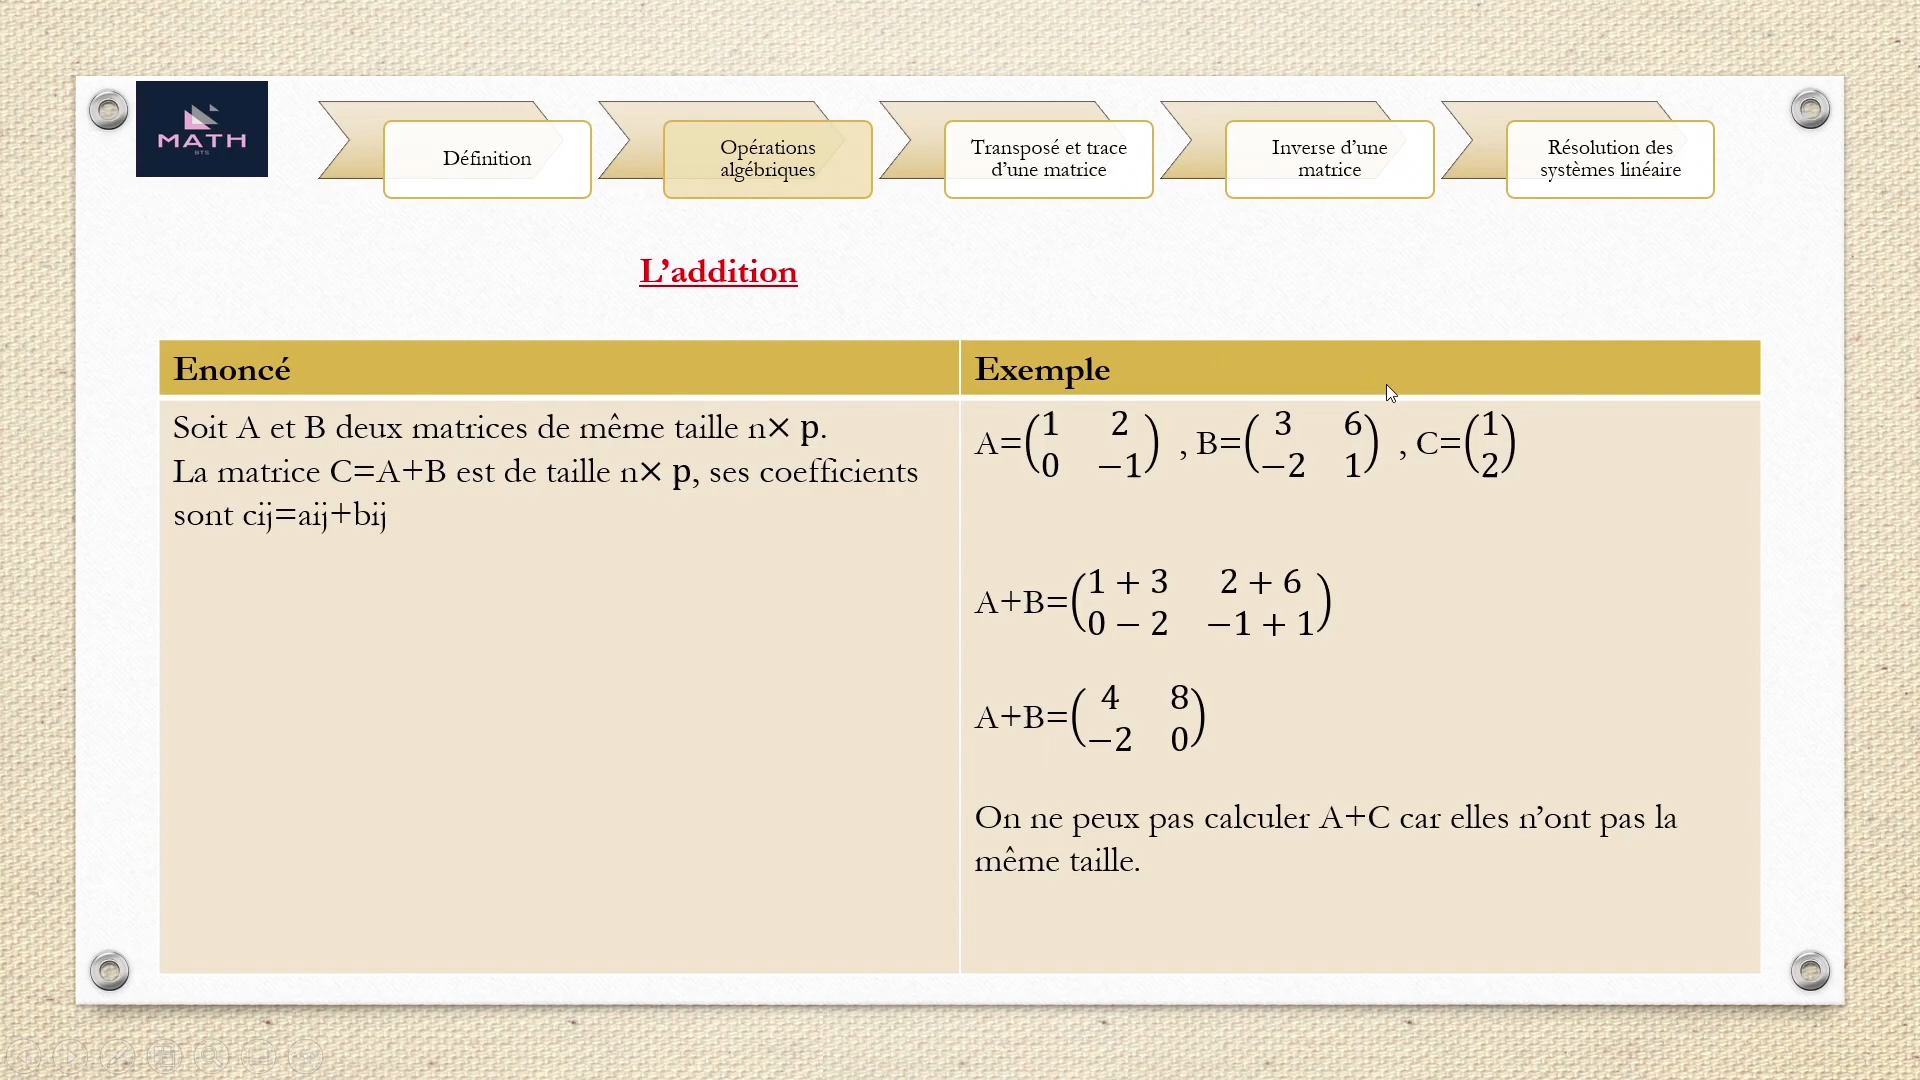 MATH
BTS
Définition
Opérations
algébriques
Transposé et trace
d’une matrice
Inverse d’une
matrice
Résolution des
systèmes linéaire
L’addition
Enoncé
Exemple
Soit A et B deux matrices de même taille n× p.
La matrice C=A+B est de taille n× p, ses coefficients
sont cij=aij+bij
A=(1 2
0 −1) , B=(3 6
−2 1) , C=(1
2)
A+B=(1 + 3 2 + 6
0 − 2 −1 + 1)
A+B=(4 8
−2 0)
On ne peux pas calculer A+C car elles n’ont pas la
même taille.